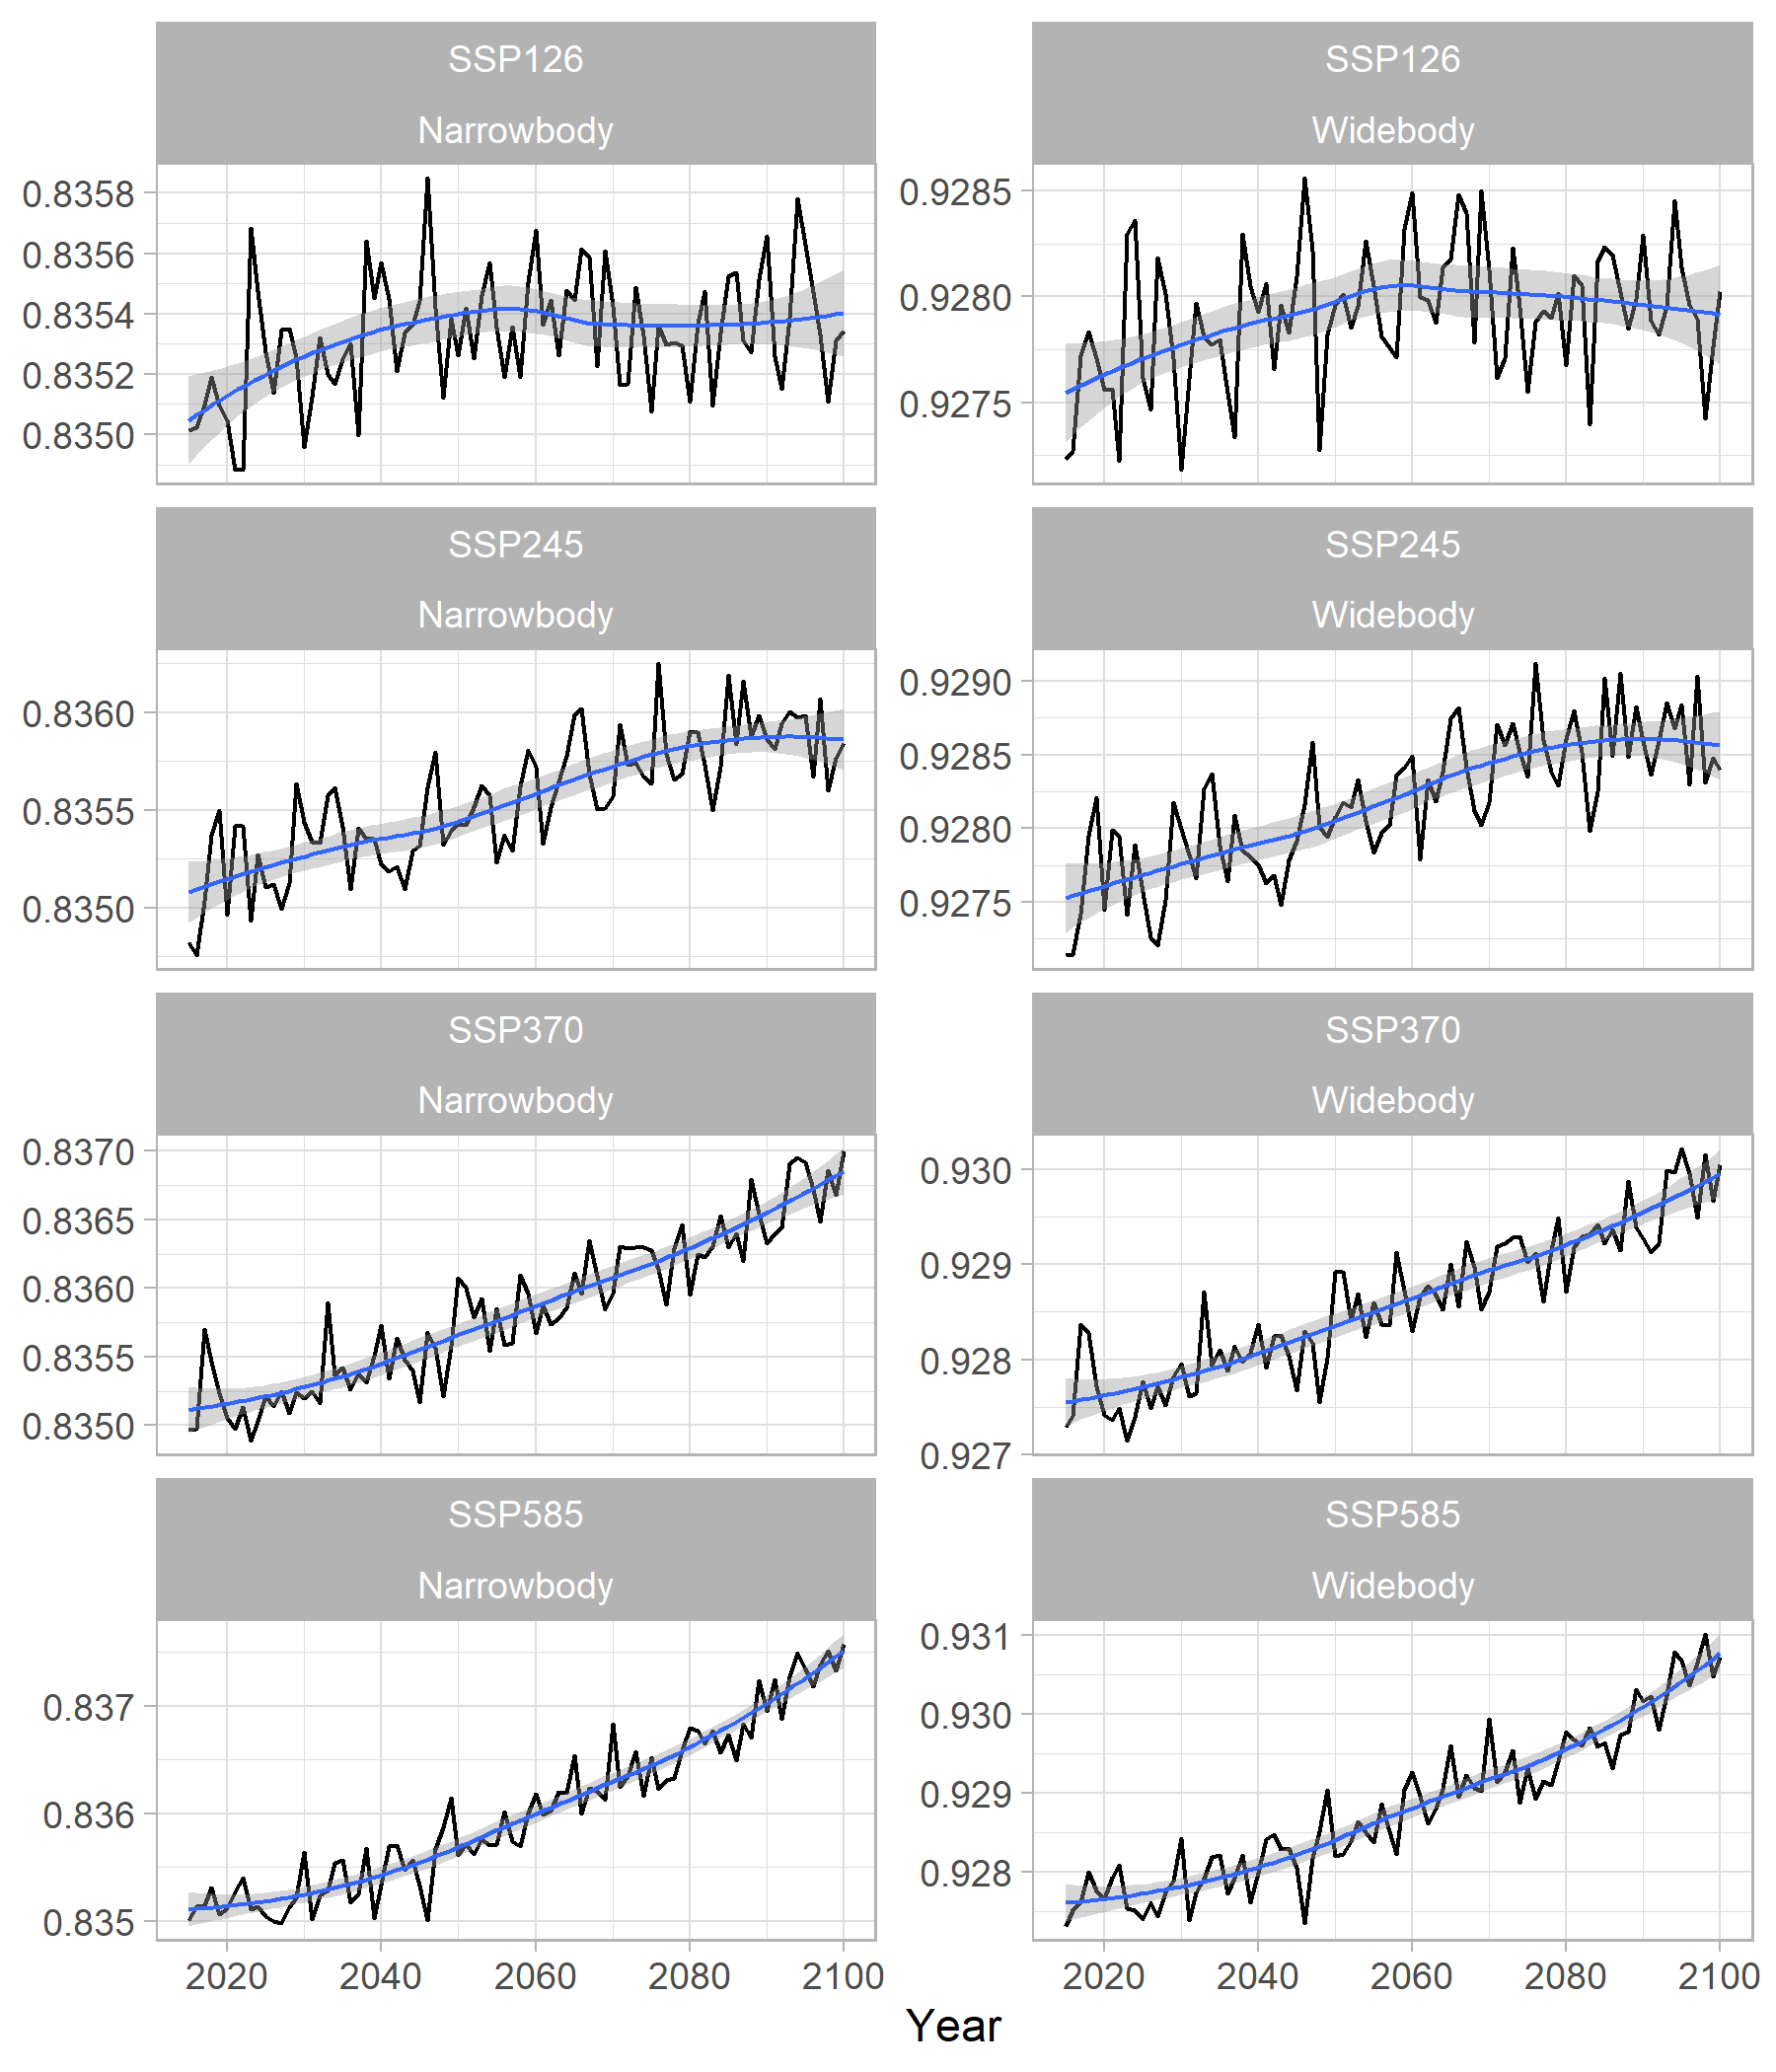 SSP126
Narrowbody
0.8358
0.8356
0.8354
0.8352
0.8350
SSP126
Widebody
0.9285
0.9280
0.9275
SSP245
Narrowbody
0.8360
0.8355
0.8350
SSP245
Widebody
0.9290
0.9285
0.9280
0.9275
SSP370
Narrowbody
0.8370
0.8365
0.8360
0.8355
0.8350
SSP370
Widebody
0.930
0.929
0.928
0.927
SSP585
Narrowbody
0.837
0.836
0.835
2020 2040 2060 2080 2100
SSP585
Widebody
0.931
0.930
0.929
0.928
2020 2040 2060 2080 2100
Year